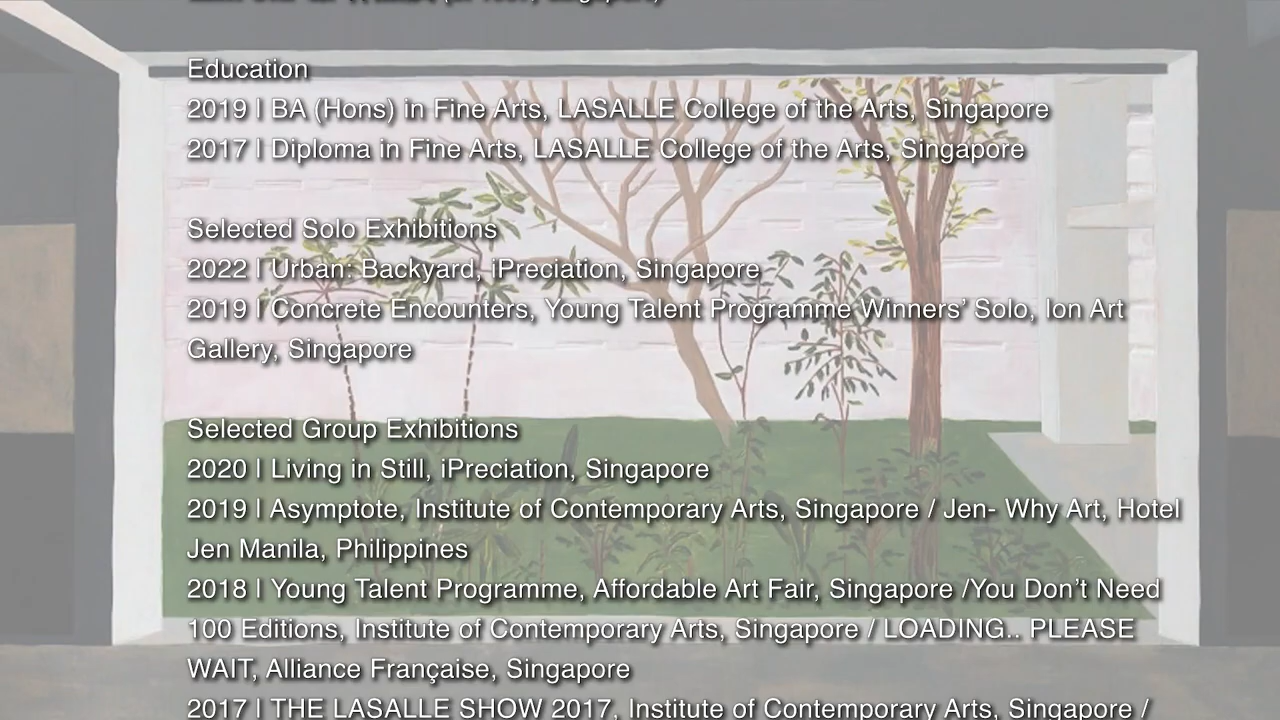 Education
2019 | BA (Hons) in Fine Arts, LASALLE College of the Arts, Singapore
2017 | Diploma in Fine Arts, LASALLE College of the Arts, Singapore
Selected Solo Exhibitions
2022 | Urban: Backyard, iPreciation, Singapore
2019 | Concrete Encounters, Young Talent Programme Winners’ Solo, Ion Art
Gallery, Singapore
Selected Group Exhibitions
2020 | Living in Still, iPreciation, Singapore
2019 | Asymptote, Institute of Contemporary Arts, Singapore / Jen- Why Art, Hotel
Jen Manila, Philippines
2018 | Young Talent Programme, Affordable Art Fair, Singapore /You Don’t Need
100 Editions, Institute of Contemporary Arts, Singapore / LOADING.. PLEASE
WAIT, Alliance Française, Singapore
2017 | THE LASALLE SHOW 2017, Institute of Contemporary Arts, Singapore /